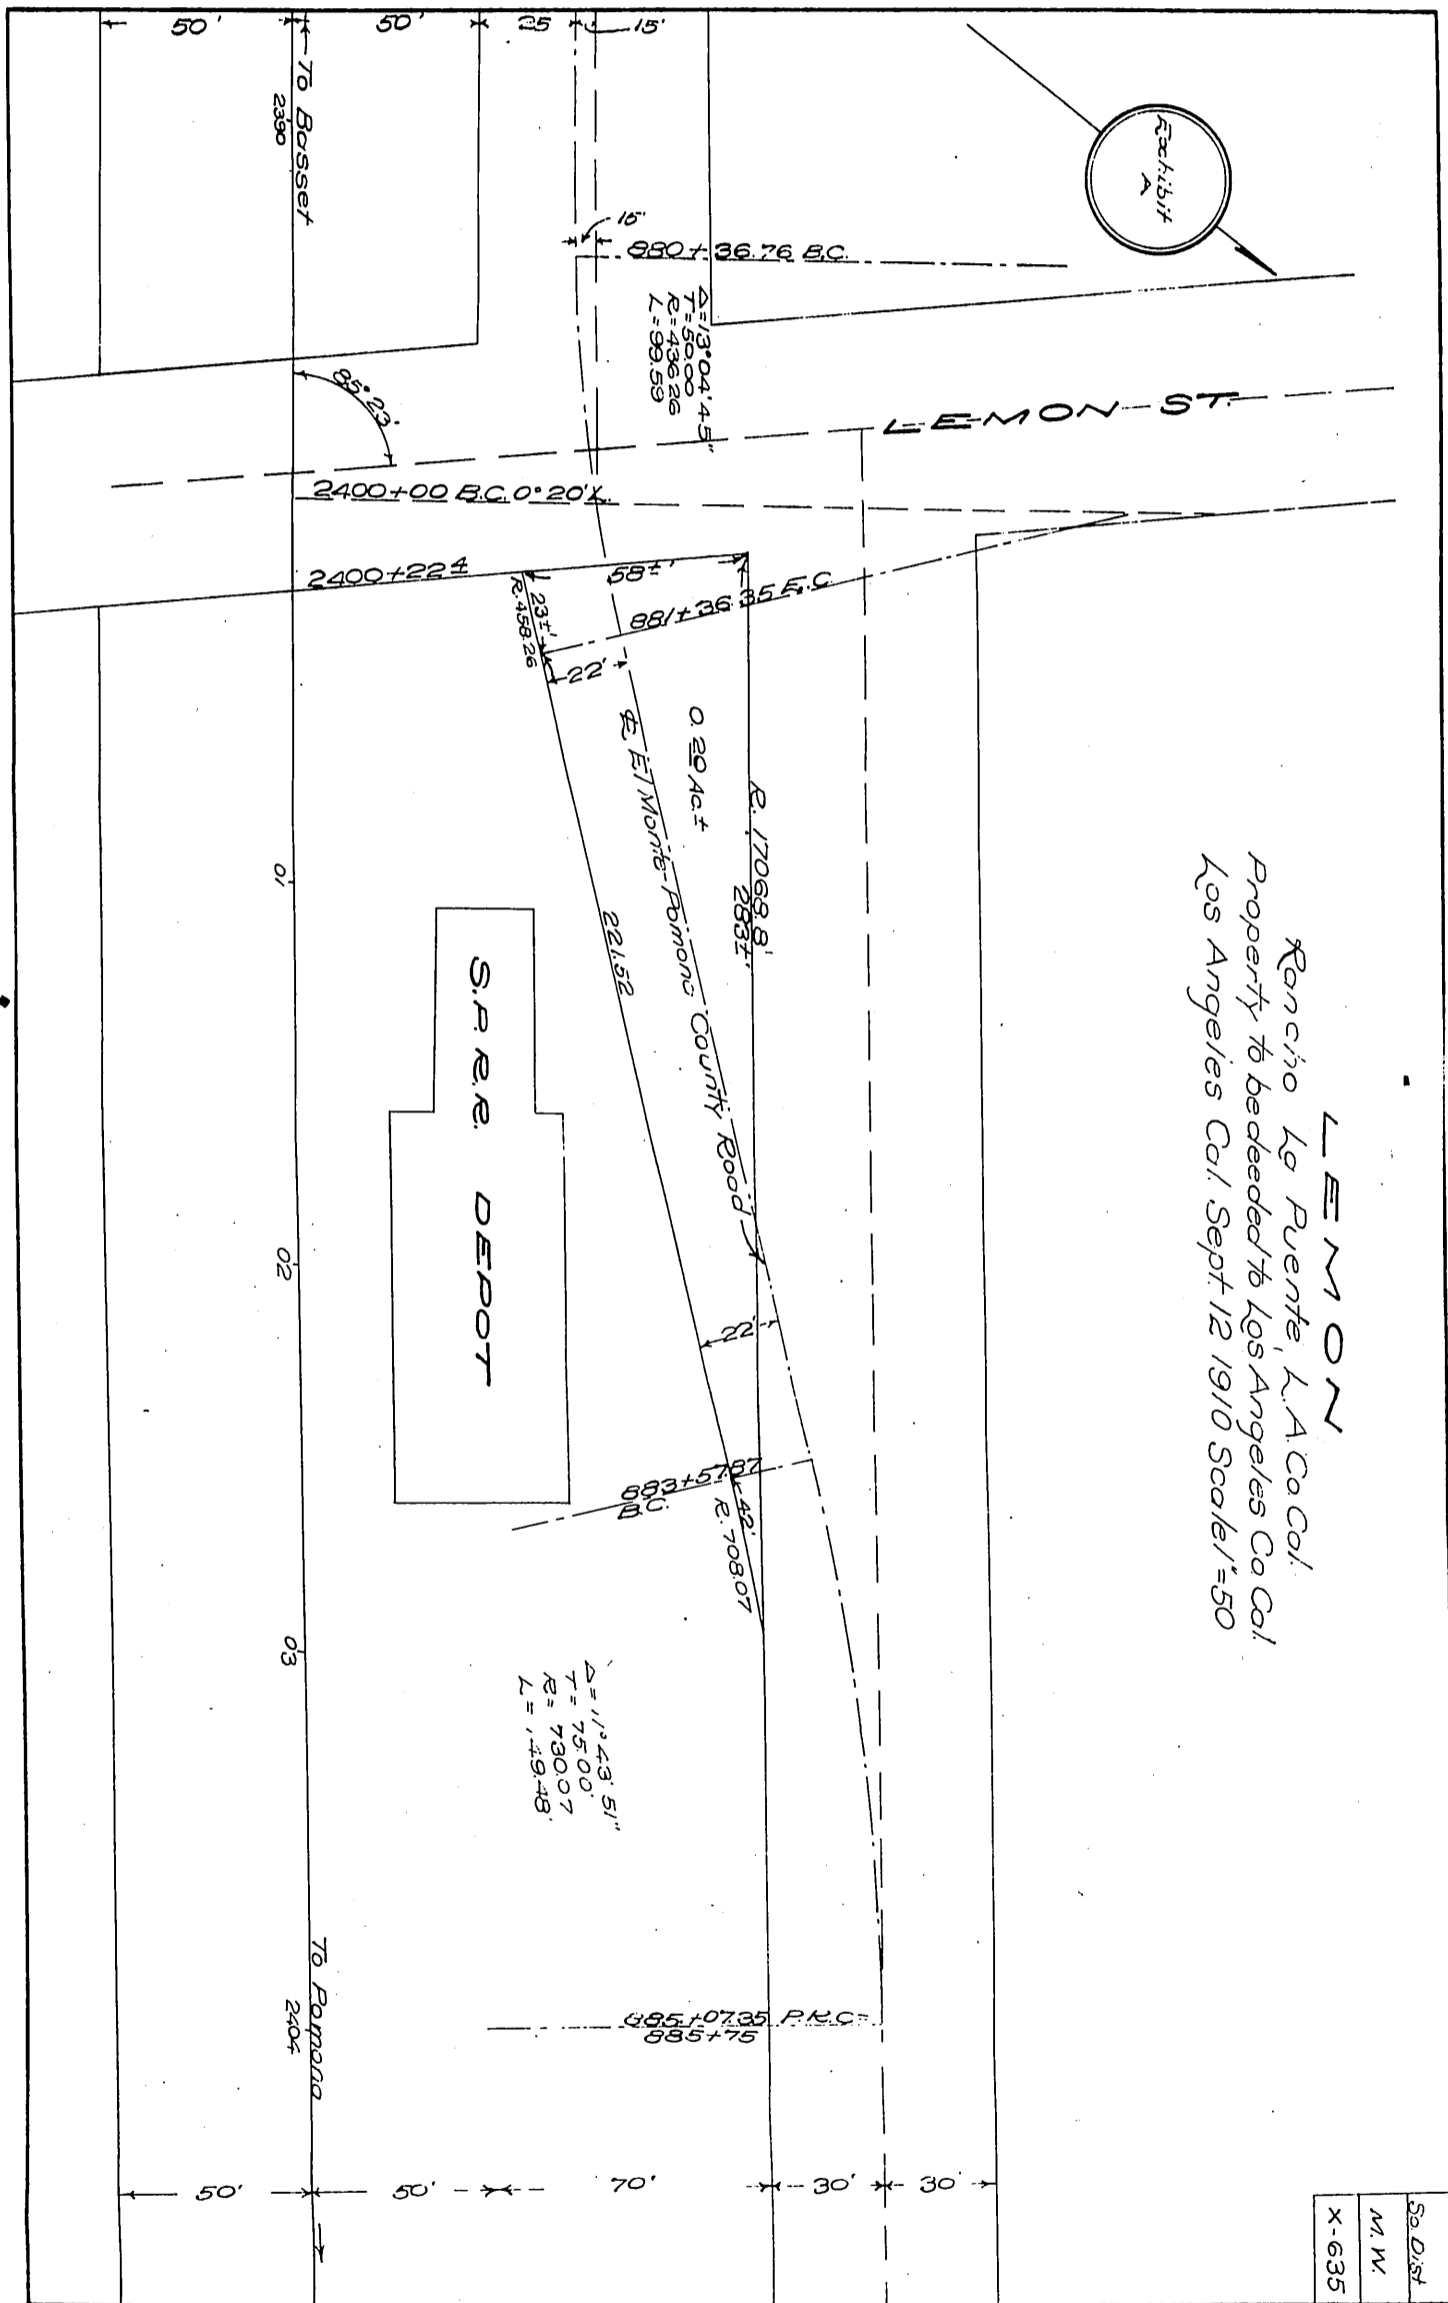 LEMON
Rancho La Puente, L.A.Co.Cal.
Property to be deeded to Los Angeles Co. Cal.
Los Angeles Cal. Sept. 12 1910 Scale 1"=50
Exhibit
A
So. Dist
M.W.
X-635
50'
50'
25
15'
To Bassett
2390
15'
880+36.76 B.C.
Δ=13°04'45"
T=50.00
R=436.26
L=99.59
LEMON ST.
85°23'
2400+00 B.C. 0°20'L.
2400+22±
58±'
23±'
R.458.26
881+36.35 E.C.
22'
0.20 Ac.±
R. 17068.8'
283±'
℄ El Monte-Pomona County Road
221.52
01
S.P.R.R. DEPOT
02
22'
883+57.87
B.C.
42'
R.708.07
03
Δ=11°43'51"
T=75.00'
R=730.07
L=149.48'
To Pomona
2404
885+07.35 P.R.C.=
885+75
50'
50'
70'
30'
30'